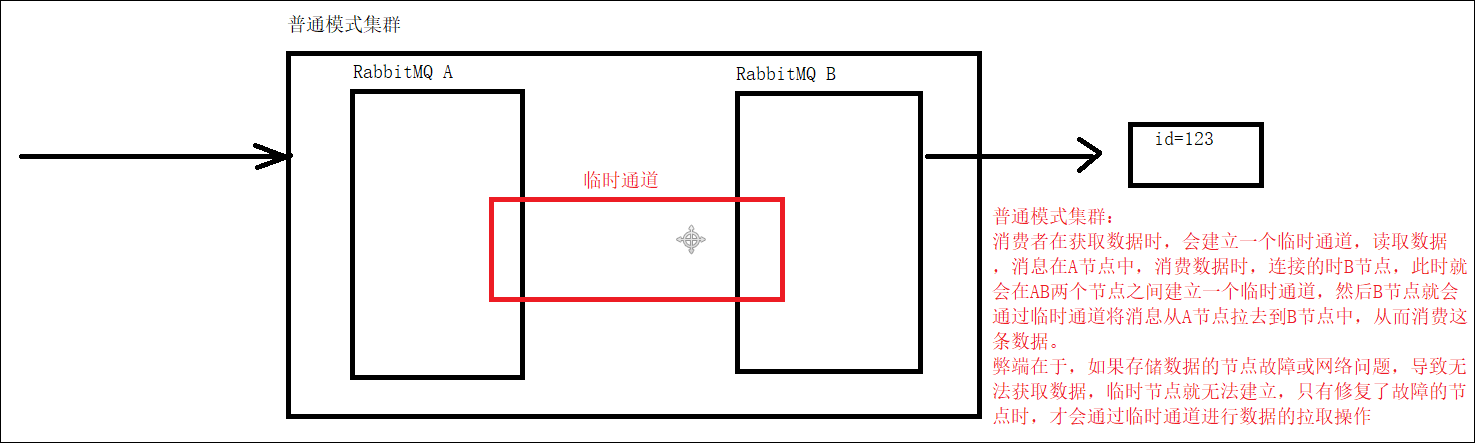 普通模式集群
RabbitMQ A
RabbitMQ B
id=123
临时通道
普通模式集群：
消费者在获取数据时，会建立一个临时通道，读取数据
，消息在A节点中，消费数据时，连接的时B节点，此时就
会在AB两个节点之间建立一个临时通道，然后B节点就会
通过临时通道将消息从A节点拉去到B节点中，从而消费这
条数据。
弊端在于，如果存储数据的节点故障或网络问题，导致无
法获取数据，临时节点就无法建立，只有修复了故障的节
点时，才会通过临时通道进行数据的拉取操作